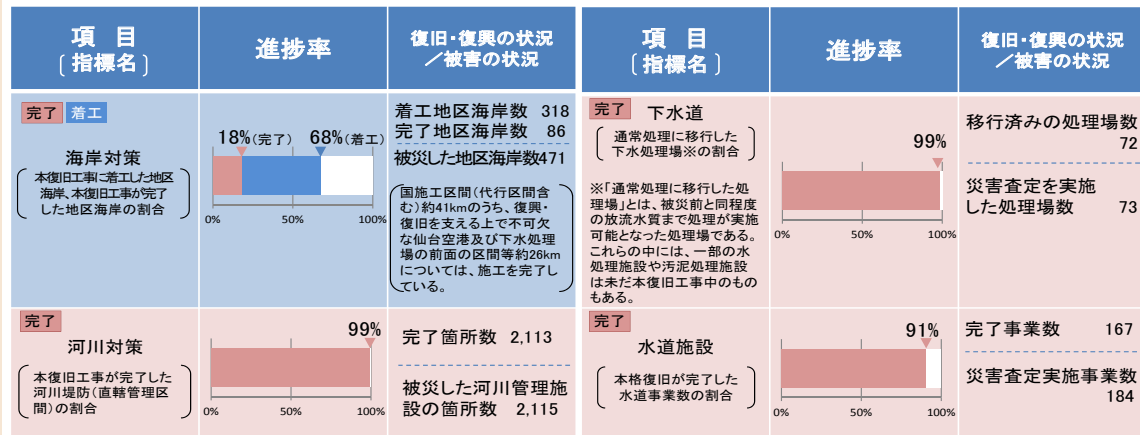 項 目
［指標名］
進捗率
復旧・復興の状況
／被害の状況
完了 着工
海岸対策
本復旧工事に着工した地区
海岸、本復旧工事が完了
した地区海岸の割合
18%(完了) 68%(着工)
0% 50% 100%
着工地区海岸数 318
完了地区海岸数 86
被災した地区海岸数471
国施工区間(代行区間含
む)約41kmのうち、復興・
復旧を支える上で不可欠
な仙台空港及び下水処理
場の前面の区間等約26km
については、施工を完了し
ている。
完了
河川対策
本復旧工事が完了した
河川堤防(直轄管理区
間)の割合
99%
0% 50% 100%
完了箇所数 2,113
被災した河川管理施
設の箇所数 2,115
項 目
［指標名］
進捗率
復旧・復興の状況
／被害の状況
完了 下水道
通常処理に移行した
下水処理場※の割合
※「通常処理に移行した処
理場」とは、被災前と同程度
の放流水質まで処理が実施
可能となった処理場である。
これらの中には、一部の水
処理施設や汚泥処理施設
は未だ本復旧工事中のもの
もある。
99%
0% 50% 100%
移行済みの処理場数
72
災害査定を実施
した処理場数 73
完了
水道施設
本格復旧が完了した
水道事業数の割合
91%
0% 50% 100%
完了事業数 167
災害査定実施事業数
184